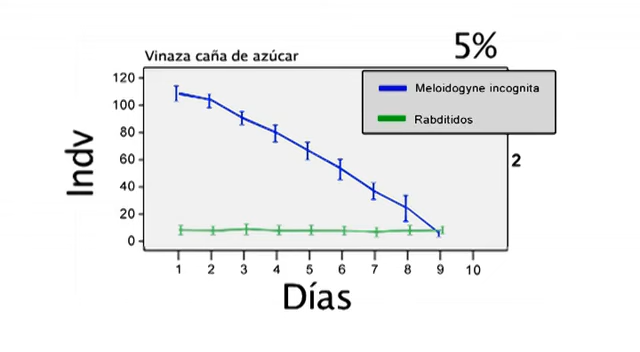 5%
Vinaza caña de azúcar
Meloidogyne incognita
Rabditidos
Indv
120
100
80
60
40
20
0
2
1 2 3 4 5 6 7 8 9 10
Días